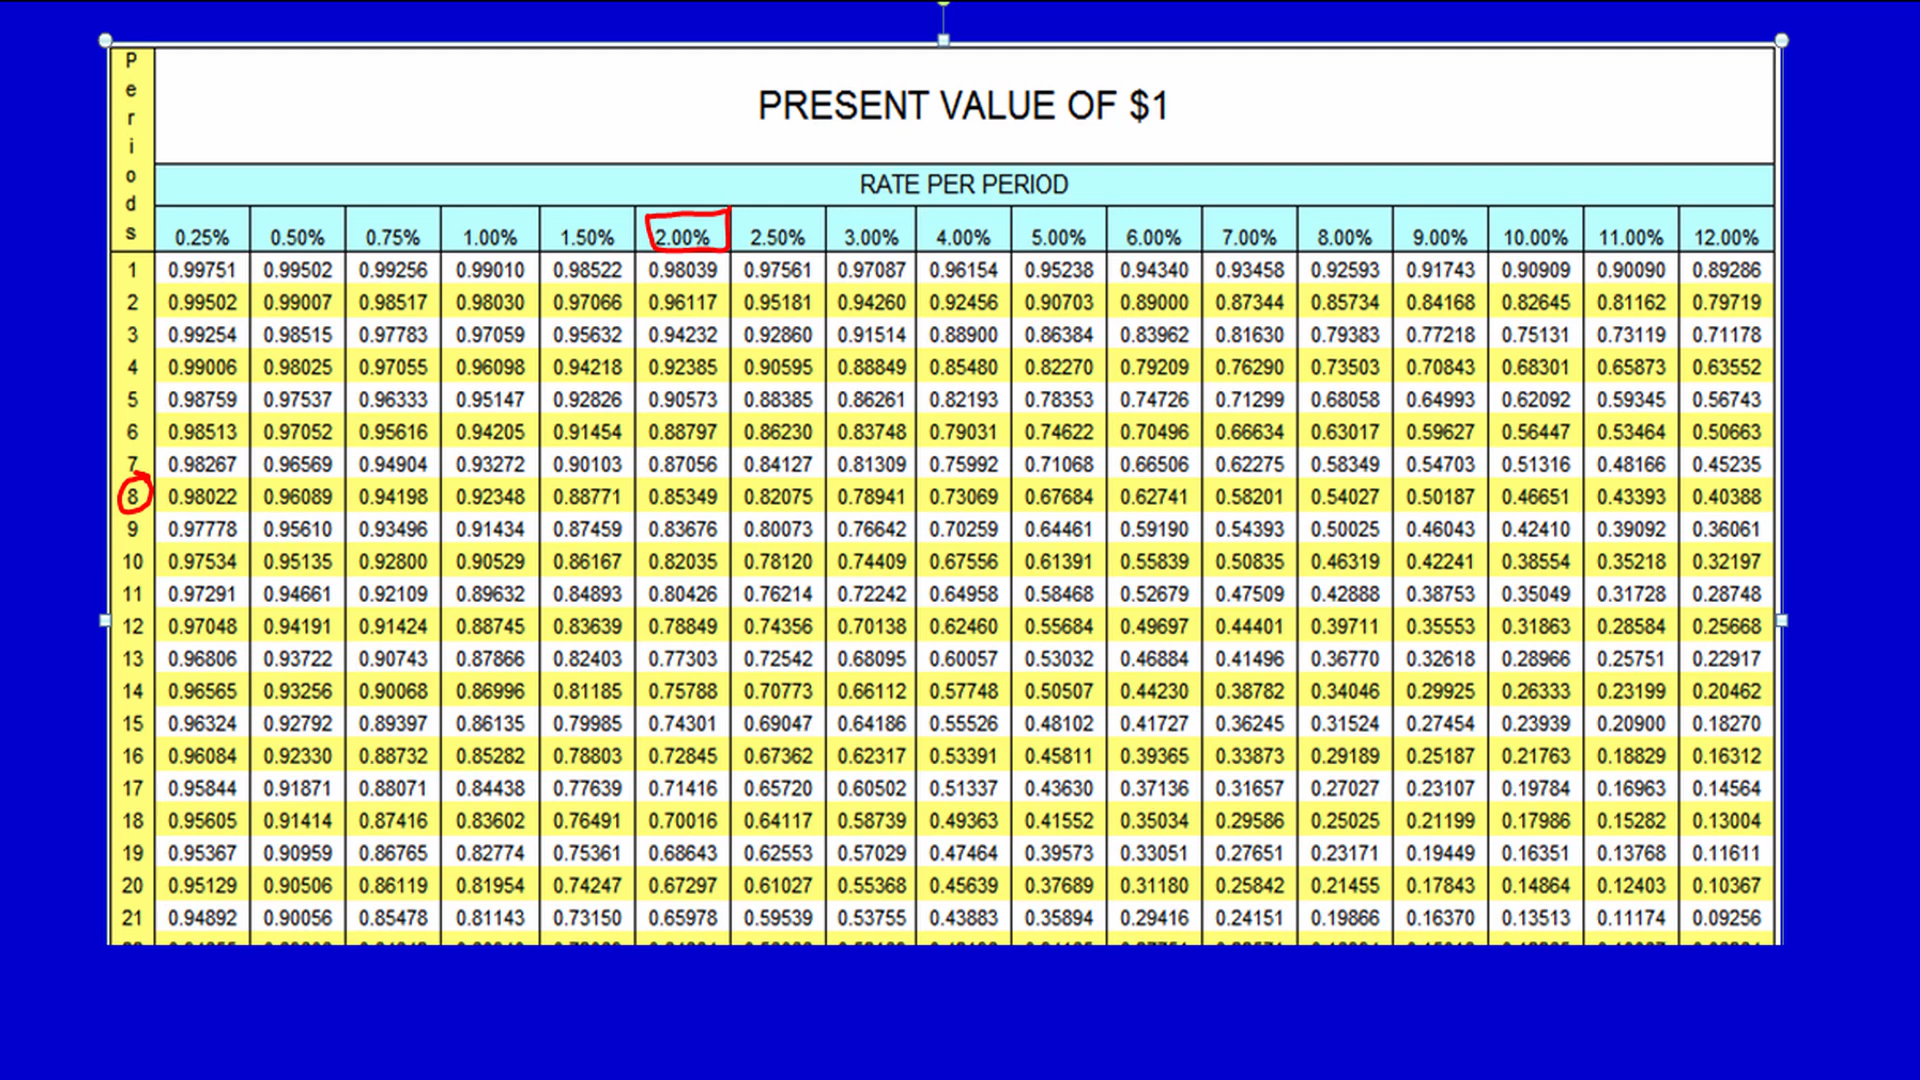 Periods
PRESENT VALUE OF $1
RATE PER PERIOD
0.25% 0.50% 0.75% 1.00% 1.50% 2.00% 2.50% 3.00% 4.00% 5.00% 6.00% 7.00% 8.00% 9.00% 10.00% 11.00% 12.00%
1 0.99751 0.99502 0.99256 0.99010 0.98522 0.98039 0.97561 0.97087 0.96154 0.95238 0.94340 0.93458 0.92593 0.91743 0.90909 0.90090 0.89286
2 0.99502 0.99007 0.98517 0.98030 0.97066 0.96117 0.95181 0.94260 0.92456 0.90703 0.89000 0.87344 0.85734 0.84168 0.82645 0.81162 0.79719
3 0.99254 0.98515 0.97783 0.97059 0.95632 0.94232 0.92860 0.91514 0.88900 0.86384 0.83962 0.81630 0.79383 0.77218 0.75131 0.73119 0.71178
4 0.99006 0.98025 0.97055 0.96098 0.94218 0.92385 0.90595 0.88849 0.85480 0.82270 0.79209 0.76290 0.73503 0.70843 0.68301 0.65873 0.63552
5 0.98759 0.97537 0.96333 0.95147 0.92826 0.90573 0.88385 0.86261 0.82193 0.78353 0.74726 0.71299 0.68058 0.64993 0.62092 0.59345 0.56743
6 0.98513 0.97052 0.95616 0.94205 0.91454 0.88797 0.86230 0.83748 0.79031 0.74622 0.70496 0.66634 0.63017 0.59627 0.56447 0.53464 0.50663
7 0.98267 0.96569 0.94904 0.93272 0.90103 0.87056 0.84127 0.81309 0.75992 0.71068 0.66506 0.62275 0.58349 0.54703 0.51316 0.48166 0.45235
8 0.98022 0.96089 0.94198 0.92348 0.88771 0.85349 0.82075 0.78941 0.73069 0.67684 0.62741 0.58201 0.54027 0.50187 0.46651 0.43393 0.40388
9 0.97778 0.95610 0.93496 0.91434 0.87459 0.83676 0.80073 0.76642 0.70259 0.64461 0.59190 0.54393 0.50025 0.46043 0.42410 0.39092 0.36061
10 0.97534 0.95135 0.92800 0.90529 0.86167 0.82035 0.78120 0.74409 0.67556 0.61391 0.55839 0.50835 0.46319 0.42241 0.38554 0.35218 0.32197
11 0.97291 0.94661 0.92109 0.89632 0.84893 0.80426 0.76214 0.72242 0.64958 0.58468 0.52679 0.47509 0.42888 0.38753 0.35049 0.31728 0.28748
12 0.97048 0.94191 0.91424 0.88745 0.83639 0.78849 0.74356 0.70138 0.62460 0.55684 0.49697 0.44401 0.39711 0.35553 0.31863 0.28584 0.25668
13 0.96806 0.93722 0.90743 0.87866 0.82403 0.77303 0.72542 0.68095 0.60057 0.53032 0.46884 0.41496 0.36770 0.32618 0.28966 0.25751 0.22917
14 0.96565 0.93256 0.90068 0.86996 0.81185 0.75788 0.70773 0.66112 0.57748 0.50507 0.44230 0.38782 0.34046 0.29925 0.26333 0.23199 0.20462
15 0.96324 0.92792 0.89397 0.86135 0.79985 0.74301 0.69047 0.64186 0.55526 0.48102 0.41727 0.36245 0.31524 0.27454 0.23939 0.20900 0.18270
16 0.96084 0.92330 0.88732 0.85282 0.78803 0.72845 0.67362 0.62317 0.53391 0.45811 0.39365 0.33873 0.29189 0.25187 0.21763 0.18829 0.16312
17 0.95844 0.91871 0.88071 0.84438 0.77639 0.71416 0.65720 0.60502 0.51337 0.43630 0.37136 0.31657 0.27027 0.23107 0.19784 0.16963 0.14564
18 0.95605 0.91414 0.87416 0.83602 0.76491 0.70016 0.64117 0.58739 0.49363 0.41552 0.35034 0.29586 0.25025 0.21199 0.17986 0.15282 0.13004
19 0.95367 0.90959 0.86765 0.82774 0.75361 0.68643 0.62553 0.57029 0.47464 0.39573 0.33051 0.27651 0.23171 0.19449 0.16351 0.13768 0.11611
20 0.95129 0.90506 0.86119 0.81954 0.74247 0.67297 0.61027 0.55368 0.45639 0.37689 0.31180 0.25842 0.21455 0.17843 0.14864 0.12403 0.10367
21 0.94892 0.90056 0.85478 0.81143 0.73150 0.65978 0.59539 0.53755 0.43883 0.35894 0.29416 0.24151 0.19866 0.16370 0.13513 0.11174 0.09256